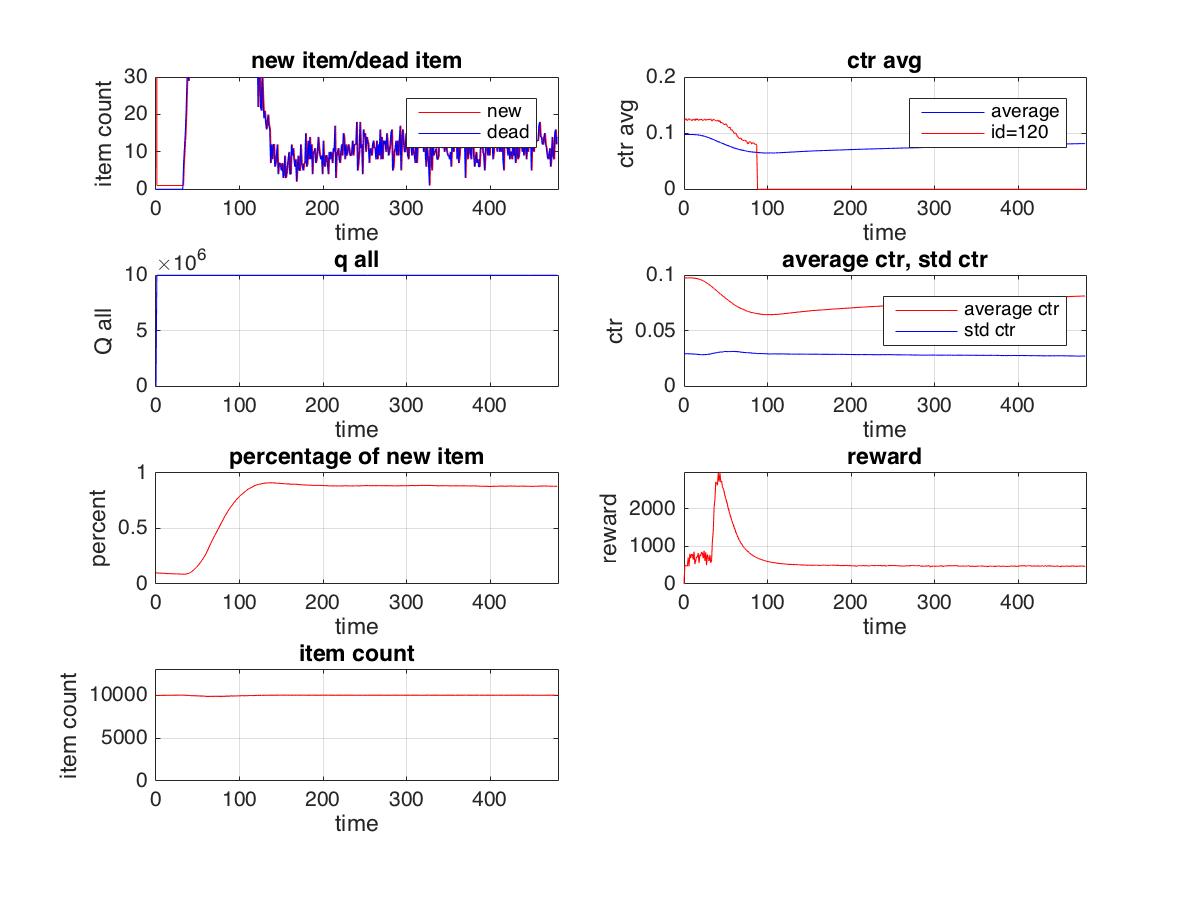 new item/dead item
30
20
10
0
item count
new
dead
0 100 200 300 400
time
ctr avg
0.2
0.1
0
ctr avg
average
id=120
0 100 200 300 400
time
q all
×10^6
10
5
0
Q all
0 100 200 300 400
time
average ctr, std ctr
0.1
0.05
0
ctr
average ctr
std ctr
0 100 200 300 400
time
percentage of new item
1
0.5
0
percent
0 100 200 300 400
time
reward
2000
1000
0
reward
0 100 200 300 400
time
item count
10000
5000
0
item count
0 100 200 300 400
time